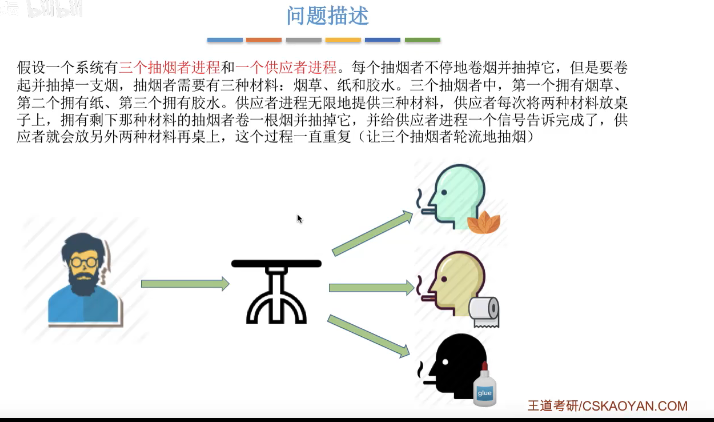 bilibili
问题描述
假设一个系统有三个抽烟者进程和一个供应者进程。每个抽烟者不停地卷烟并抽掉它，但是要卷
起并抽掉一支烟，抽烟者需要有三种材料：烟草、纸和胶水。三个抽烟者中，第一个拥有烟草、
第二个拥有纸、第三个拥有胶水。供应者进程无限地提供三种材料，供应者每次将两种材料放桌
子上，拥有剩下那种材料的抽烟者卷一根烟并抽掉它，并给供应者进程一个信号告诉完成了，供
应者就会放另外两种材料再桌上，这个过程一直重复（让三个抽烟者轮流地抽烟）
glue
王道考研/CSKAOYAN.COM